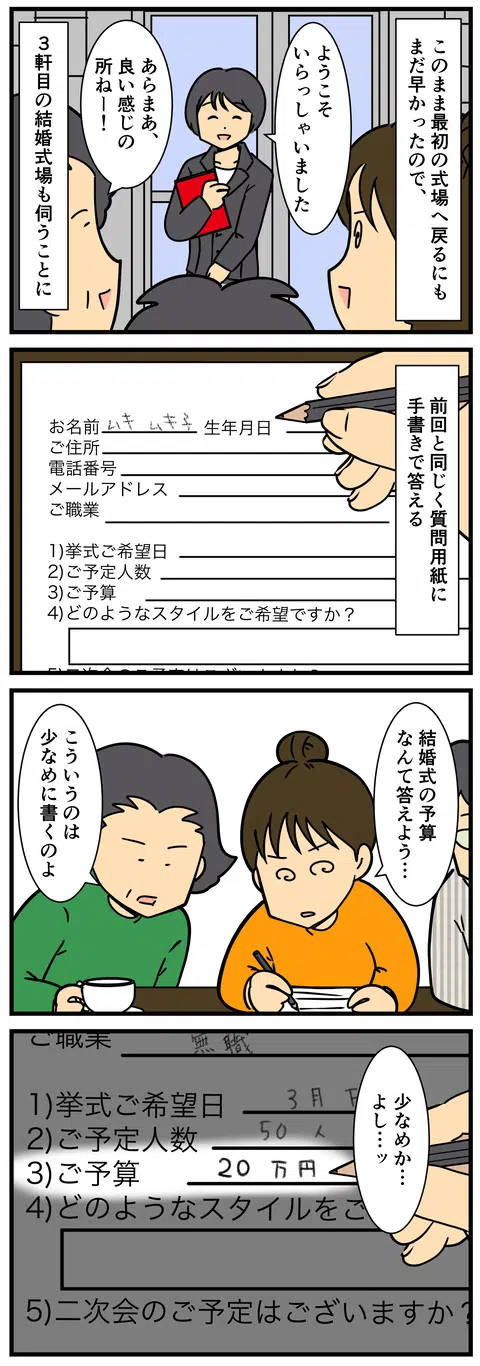 このまま最初の式場へ戻るにも
まだ早かったので、
ようこそ
いらっしゃいました
あらまあ、
良い感じの
所ねー!
3軒目の結婚式場も伺うことに
前回と同じく質問用紙に
手書きで答える
お名前 ムキ ムキ子 生年月日
ご住所
電話番号
メールアドレス
ご職業
1)挙式ご希望日
2)ご予定人数
3)ご予算
4)どのようなスタイルをご希望ですか?
結婚式の予算
なんて答えよう…
こういうのは
少なめに書くのよ
少なめか…
よし…ッ
ご職業 無職
1)挙式ご希望日 3月
2)ご予定人数 50人
3)ご予算 20万円
4)どのようなスタイルをご
5)二次会のご予定はございますか?